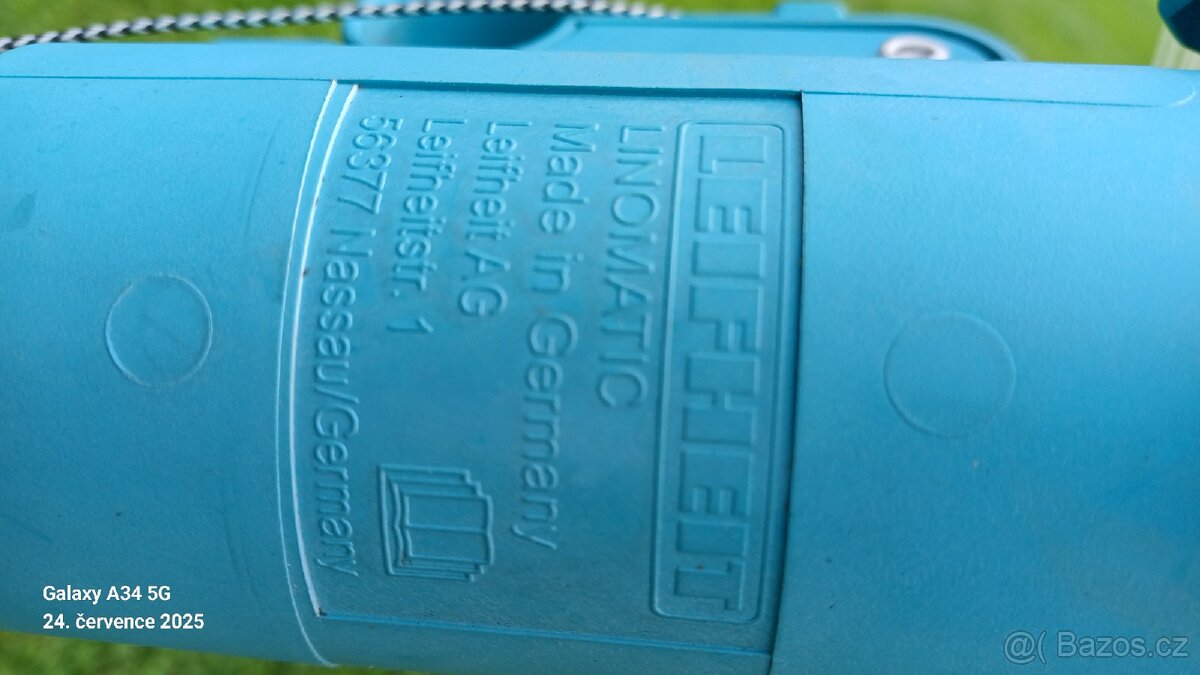 LEIFHEIT
LINOMATIC
Made in Germany
Leifheit AG
Leifheitstr. 1
56377 Nassau/Germany
Galaxy A34 5G
24. července 2025
@( Bazos.cz